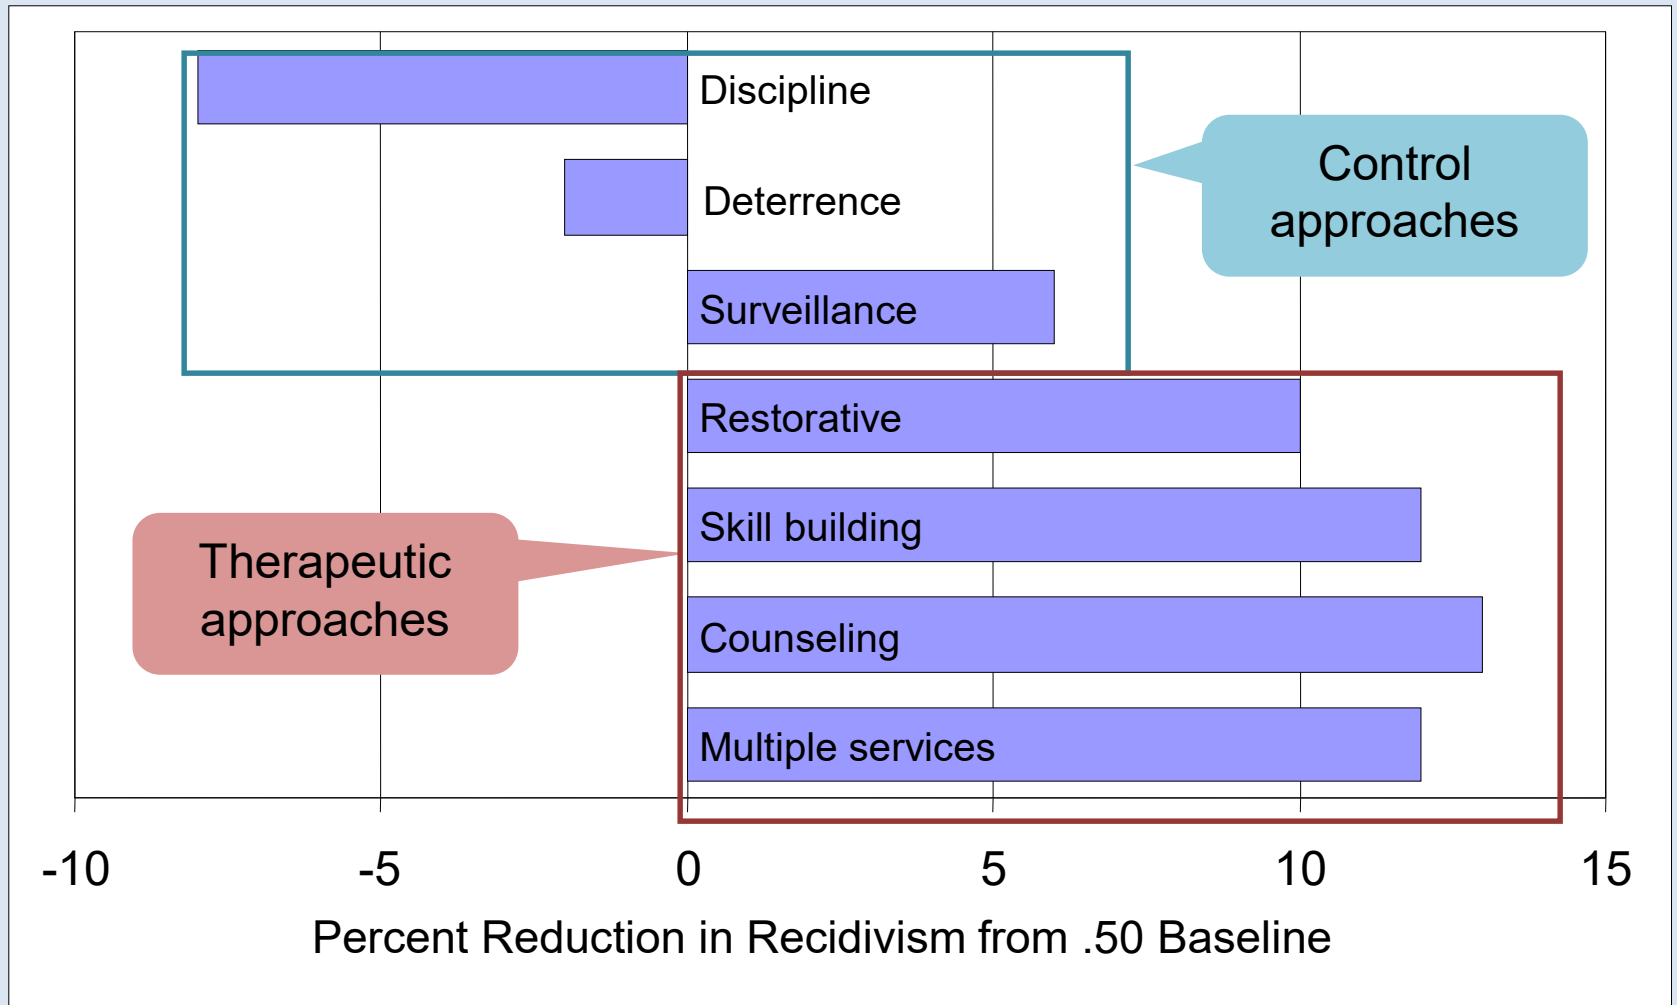 Discipline
Deterrence
Surveillance
Control
approaches
Restorative
Skill building
Counseling
Multiple services
Therapeutic
approaches
-10
-5
0
5
10
15
Percent Reduction in Recidivism from .50 Baseline